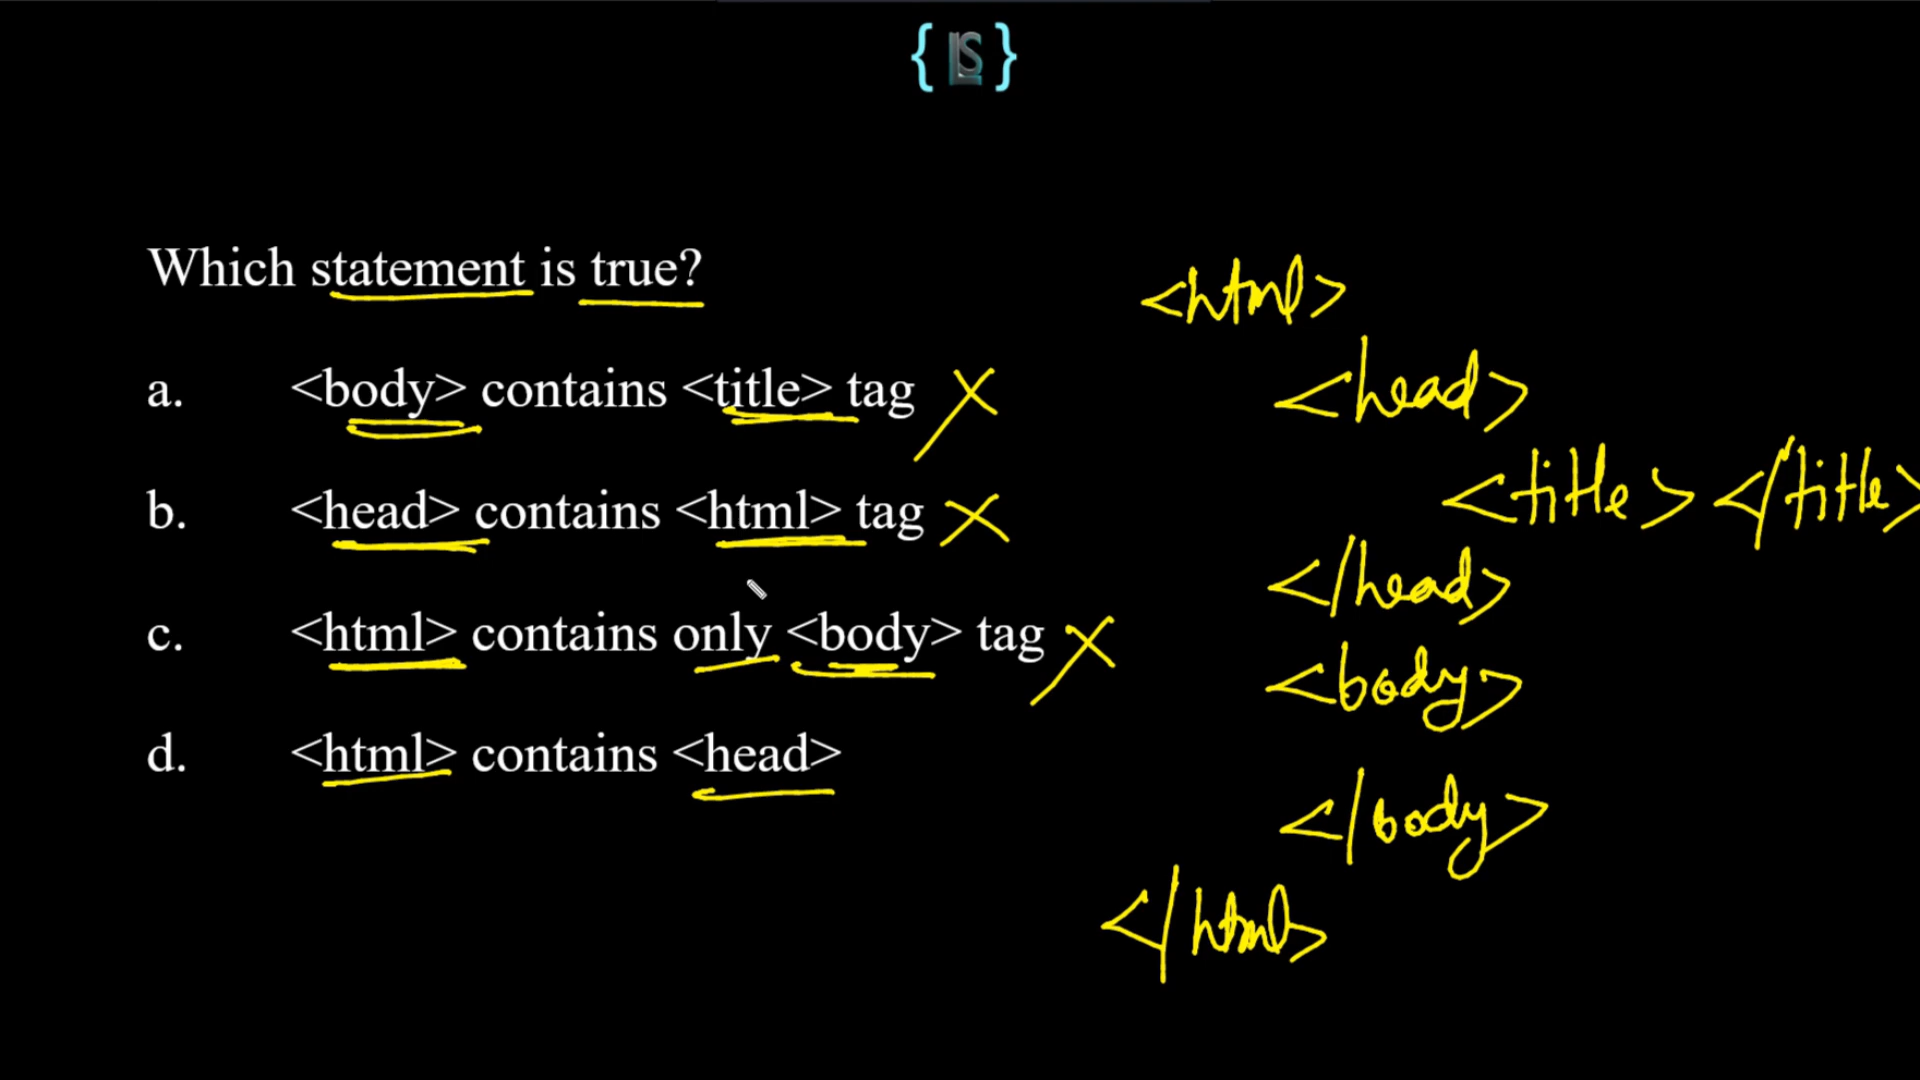 {LS}
Which statement is true?
a. <body> contains <title> tag
b. <head> contains <html> tag
c. <html> contains only <body> tag
d. <html> contains <head>
<html>
<head>
<title> </title>
</head>
<body>
</body>
</html>